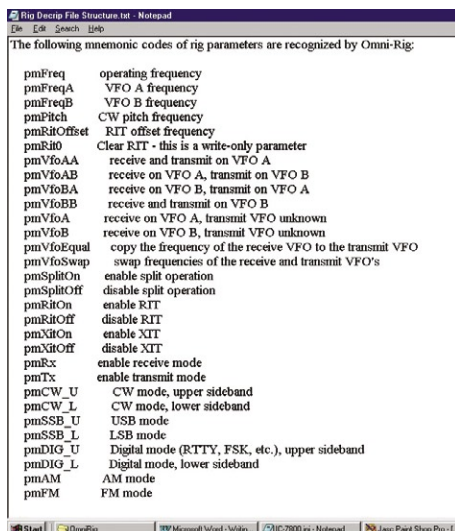 Rig Decrip File Structure.txt - Notepad
File Edit Search Help
The following mnemonic codes of rig parameters are recognized by Omni-Rig:
pmFreq operating frequency
pmFreqA VFO A frequency
pmFreqB VFO B frequency
pmPitch CW pitch frequency
pmRitOffset RIT offset frequency
pmRit0 Clear RIT - this is a write-only parameter
pmVfoAA receive and transmit on VFO A
pmVfoAB receive on VFO A, transmit on VFO B
pmVfoBA receive on VFO B, transmit on VFO A
pmVfoBB receive and transmit on VFO B
pmVfoA receive on VFO A, transmit VFO unknown
pmVfoB receive on VFO B, transmit VFO unknown
pmVfoEqual copy the frequency of the receive VFO to the transmit VFO
pmVfoSwap swap frequencies of the receive and transmit VFO's
pmSplitOn enable split operation
pmSplitOff disable split operation
pmRitOn enable RIT
pmRitOff disable RIT
pmXitOn enable XIT
pmXitOff disable XIT
pmRx enable receive mode
pmTx enable transmit mode
pmCW_U CW mode, upper sideband
pmCW_L CW mode, lower sideband
pmSSB_U USB mode
pmSSB_L LSB mode
pmDIG_U Digital mode (RTTY, FSK, etc.), upper sideband
pmDIG_L Digital mode, lower sideband
pmAM AM mode
pmFM FM mode
Start OmniRig Microsoft Word - IC-7800.ini - Notepad Jasc Paint Shop Pro -